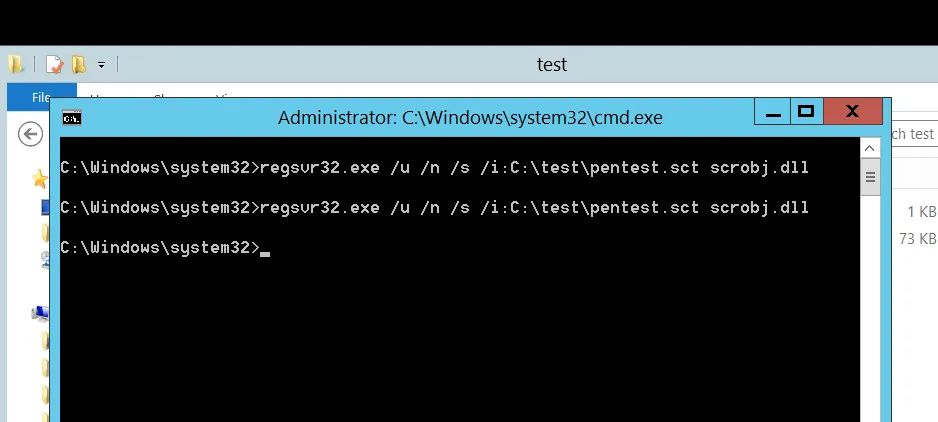 test
File
C:\.
Administrator: C:\Windows\system32\cmd.exe
X
ch test
C:\Windows\system32>regsvr32.exe /u /n /s /i:C:\test\pentest.sct scrobj.dll
C:\Windows\system32>regsvr32.exe /u /n /s /i:C:\test\pentest.sct scrobj.dll
1 KB
73 KB
C:\Windows\system32>_